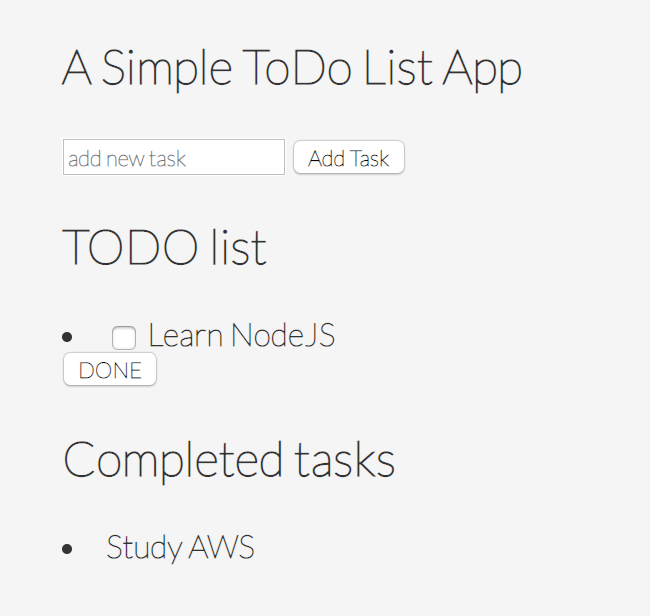 A Simple ToDo List App
add new task Add Task
TODO list
Learn NodeJS
DONE
Completed tasks
Study AWS